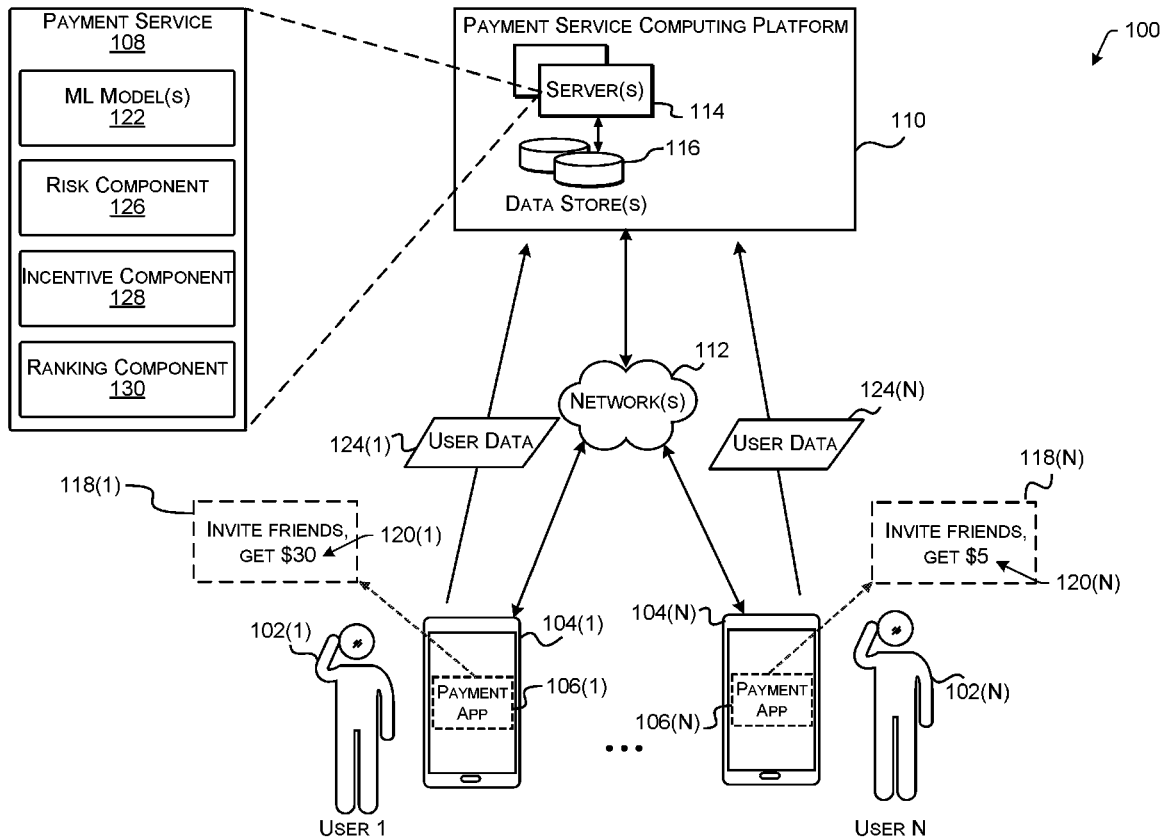 PAYMENT SERVICE
108
ML MODEL(S)
122
RISK COMPONENT
126
INCENTIVE COMPONENT
128
RANKING COMPONENT
130
PAYMENT SERVICE COMPUTING PLATFORM
SERVER(S)
114
116
DATA STORE(S)
110
100
112
NETWORK(S)
124(1)
USER DATA
USER DATA
124(N)
118(1)
INVITE FRIENDS,
GET $30
120(1)
118(N)
INVITE FRIENDS,
GET $5
120(N)
102(1)
104(1)
PAYMENT
APP
106(1)
USER 1
...
104(N)
PAYMENT
APP
106(N)
102(N)
USER N